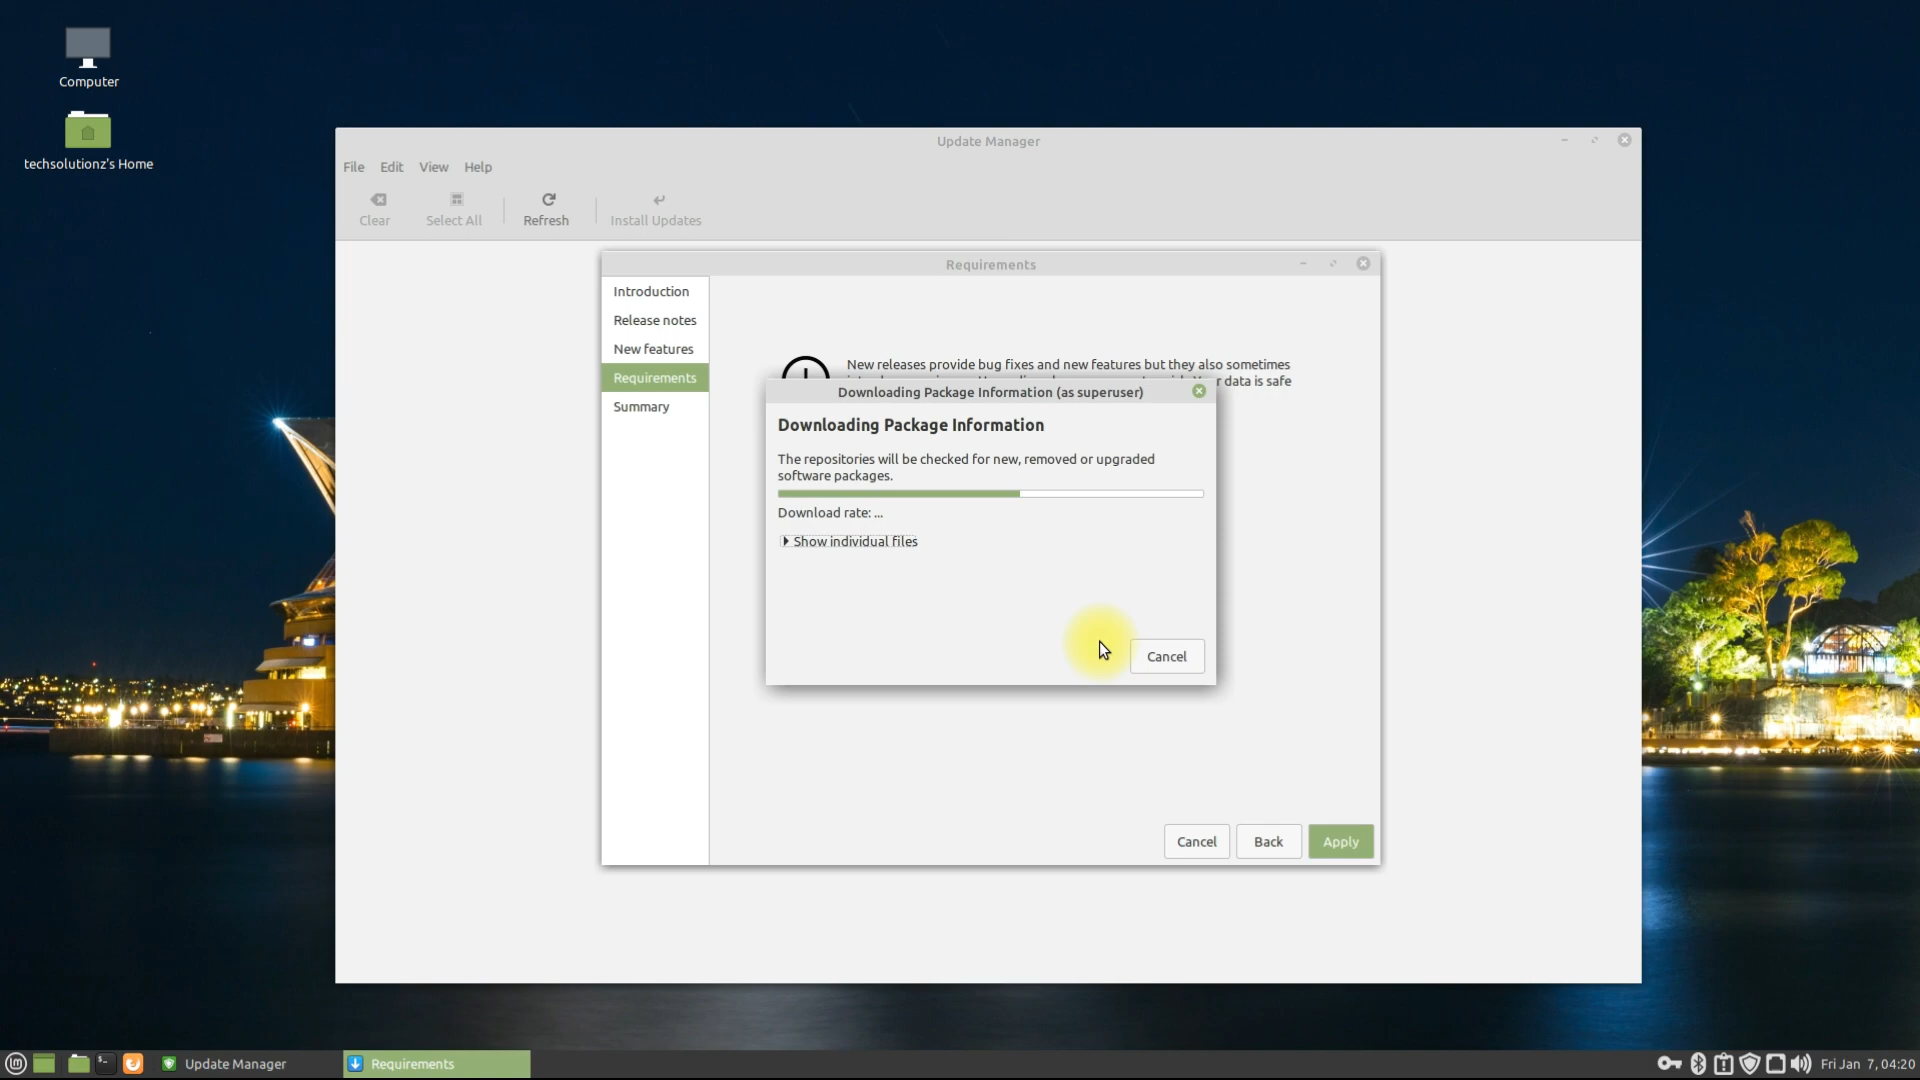 Computer
techsolutionz's Home
Update Manager
File Edit View Help
Clear Select All Refresh Install Updates
Requirements
Introduction
Release notes
New features
Requirements
Summary
New releases provide bug fixes and new features but they also sometimes
r data is safe
Downloading Package Information (as superuser)
Downloading Package Information
The repositories will be checked for new, removed or upgraded
software packages.
Download rate: ...
Show individual files
Cancel
Cancel Back Apply
Update Manager
Requirements
Fri Jan 7, 04:20